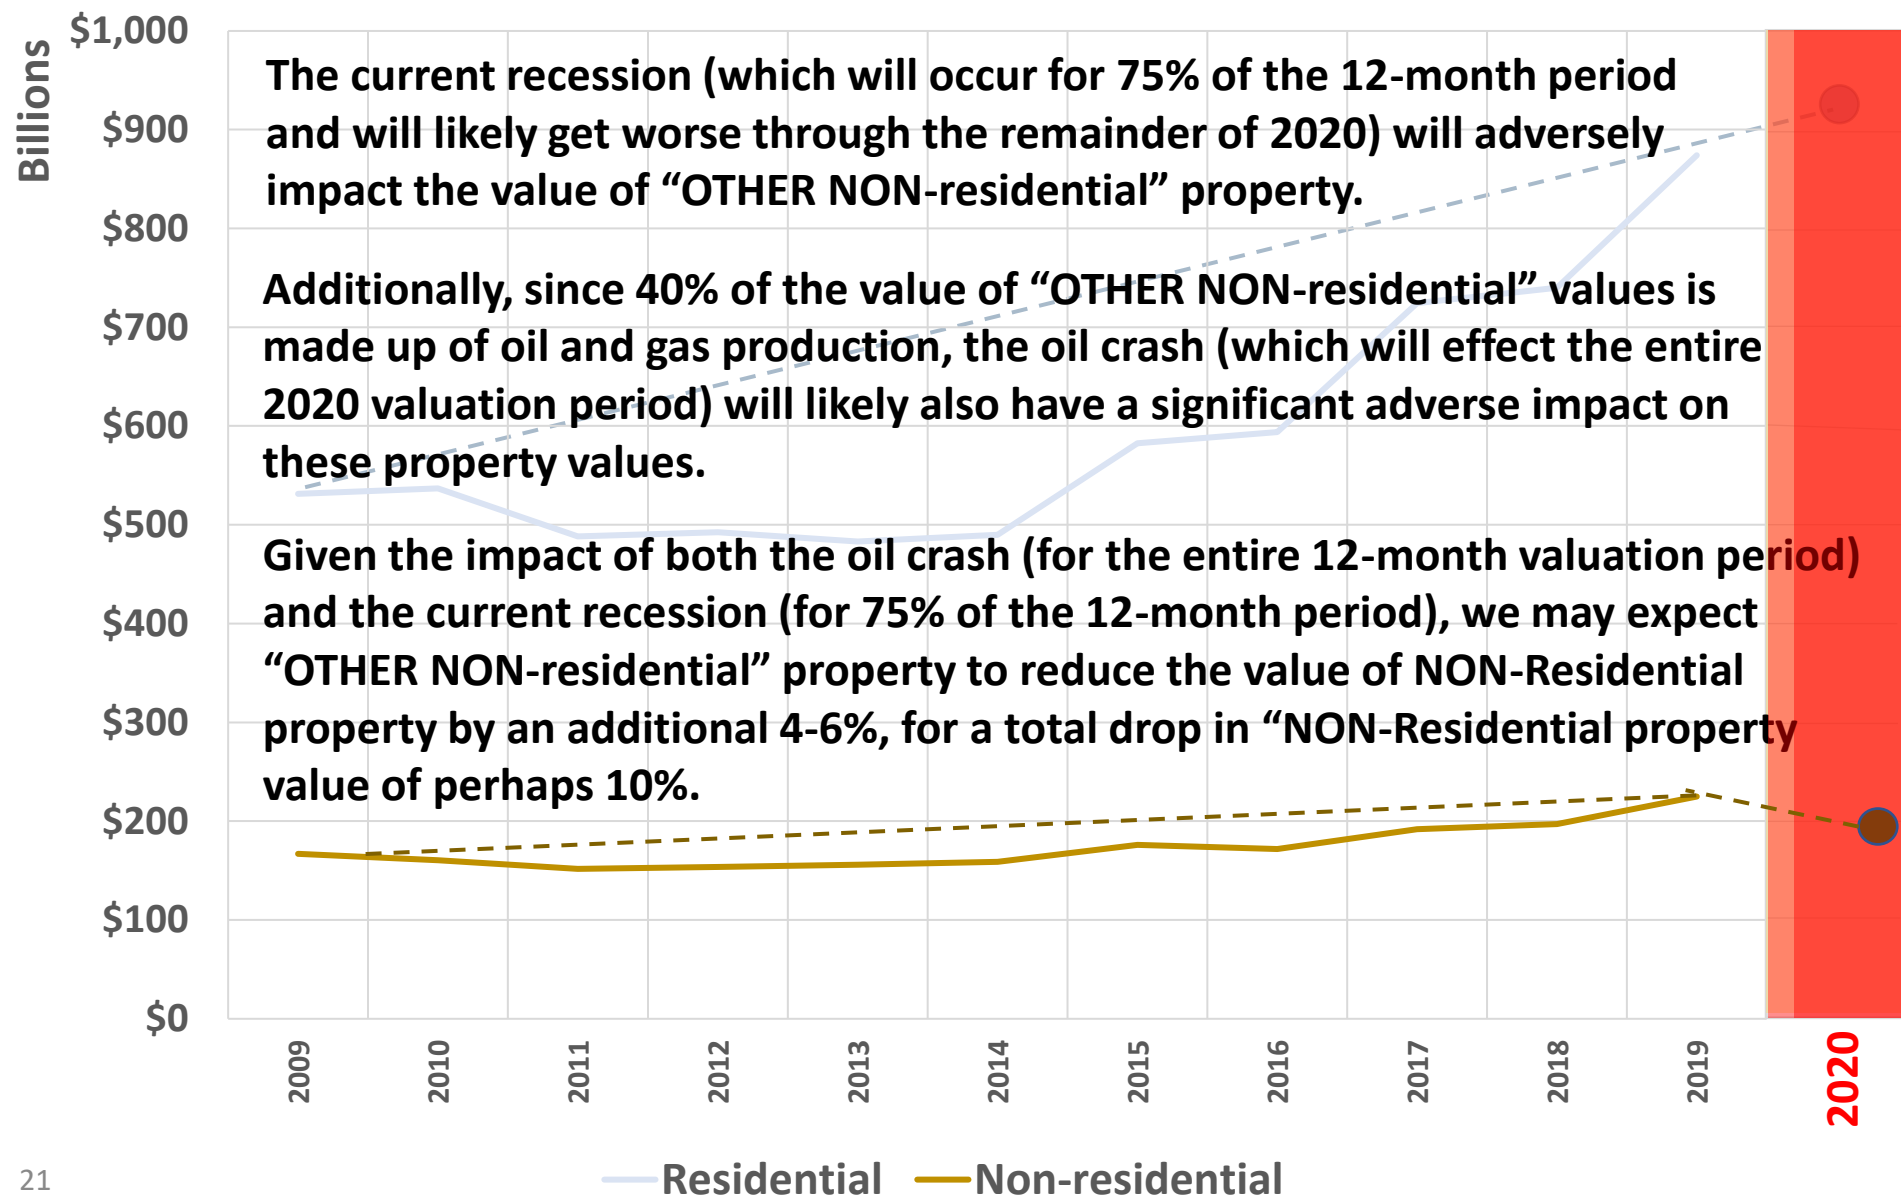 Billions
$1,000
$900
$800
$700
$600
$500
$400
$300
$200
$100
$0
The current recession (which will occur for 75% of the 12-month period
and will likely get worse through the remainder of 2020) will adversely
impact the value of “OTHER NON-residential” property.
Additionally, since 40% of the value of “OTHER NON-residential” values is
made up of oil and gas production, the oil crash (which will effect the entire
2020 valuation period) will likely also have a significant adverse impact on
these property values.
Given the impact of both the oil crash (for the entire 12-month valuation period)
and the current recession (for 75% of the 12-month period), we may expect
“OTHER NON-residential” property to reduce the value of NON-Residential
property by an additional 4-6%, for a total drop in “NON-Residential property
value of perhaps 10%.
2009
2010
2011
2012
2013
2014
2015
2016
2017
2018
2019
2020
Residential
Non-residential
21